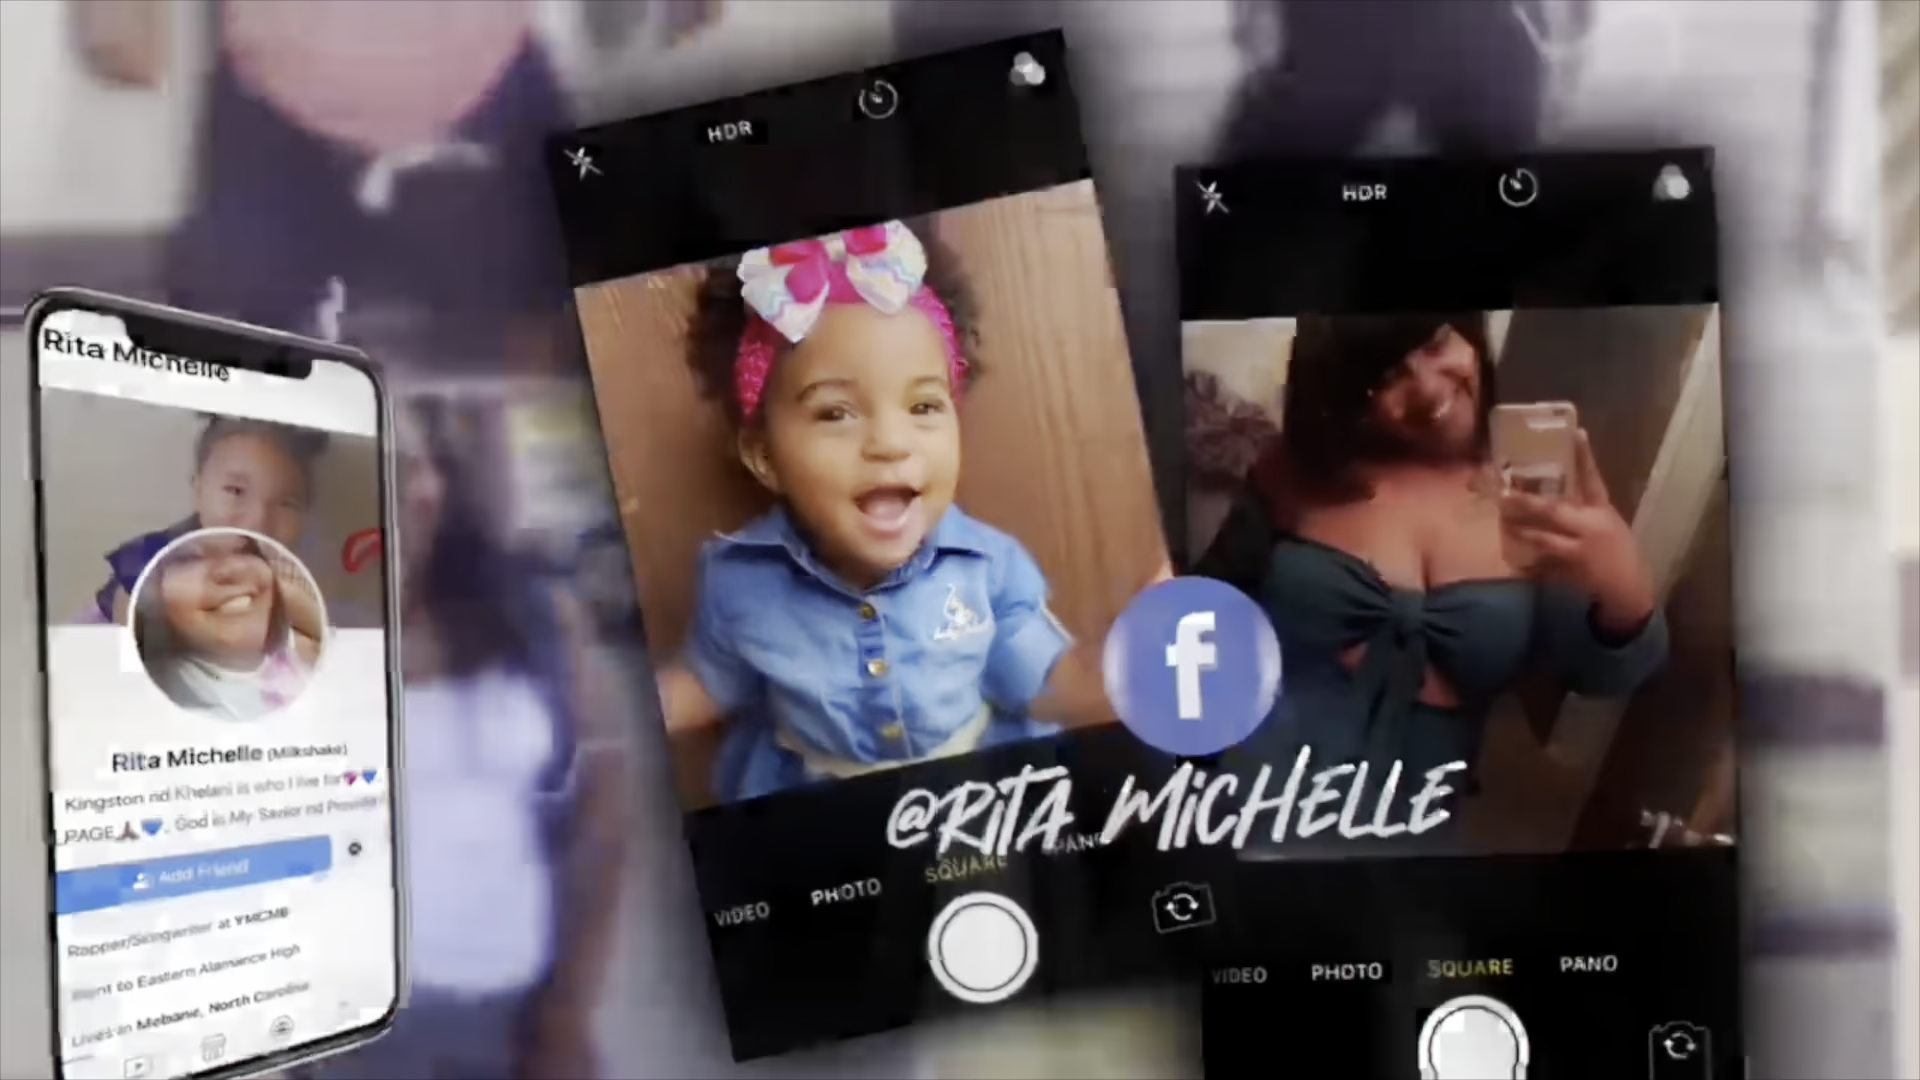 Rita Michelle
Rita Michelle (Milkshake)
Kingston nd Khelani is who I live for
PAGE . God is My Savior nd
Add Friend
Rapper/Songwriter at YMCMB
Went to Eastern Alamance High
Lives in Mebane, North Carolina
HDR
f
@RiTA MiCHELLE
VIDEO
PHOTO
SQUARE
PANO
HDR
VIDEO
PHOTO
SQUARE
PANO